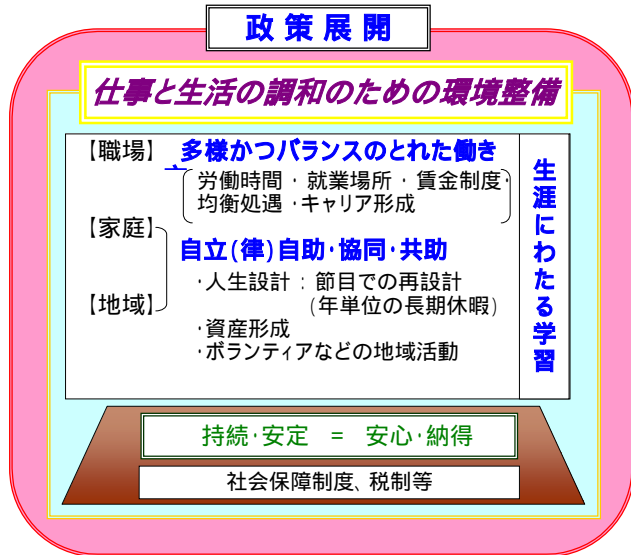 政策展開
仕事と生活の調和のための環境整備
【職場】 多様かつバランスのとれた働き
労働時間・就業場所・賃金制度・
均衡処遇・キャリア形成
【家庭】
自立(律)自助・協同・共助
・人生設計：節目での再設計
【地域】 (年単位の長期休暇)
・資産形成
・ボランティアなどの地域活動
生涯にわたる学習
持続・安定 = 安心・納得
社会保障制度、税制等